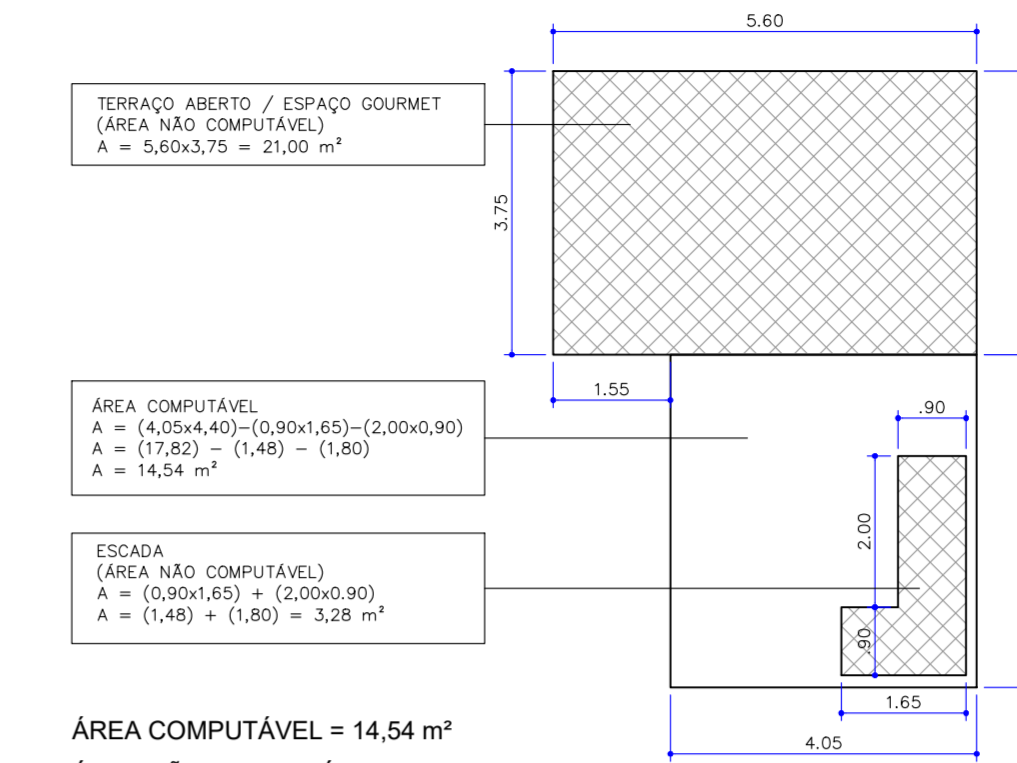 5.60
TERRAÇO ABERTO / ESPAÇO GOURMET
(ÁREA NÃO COMPUTÁVEL)
A = 5,60x3,75 = 21,00 m²
3.75
1.55
.90
ÁREA COMPUTÁVEL
A = (4,05x4,40)−(0,90x1,65)−(2,00x0,90)
A = (17,82) − (1,48) − (1,80)
A = 14,54 m²
2.00
ESCADA
(ÁREA NÃO COMPUTÁVEL)
A = (0,90x1,65) + (2,00x0.90)
A = (1,48) + (1,80) = 3,28 m²
.90
1.65
4.05
ÁREA COMPUTÁVEL = 14,54 m²